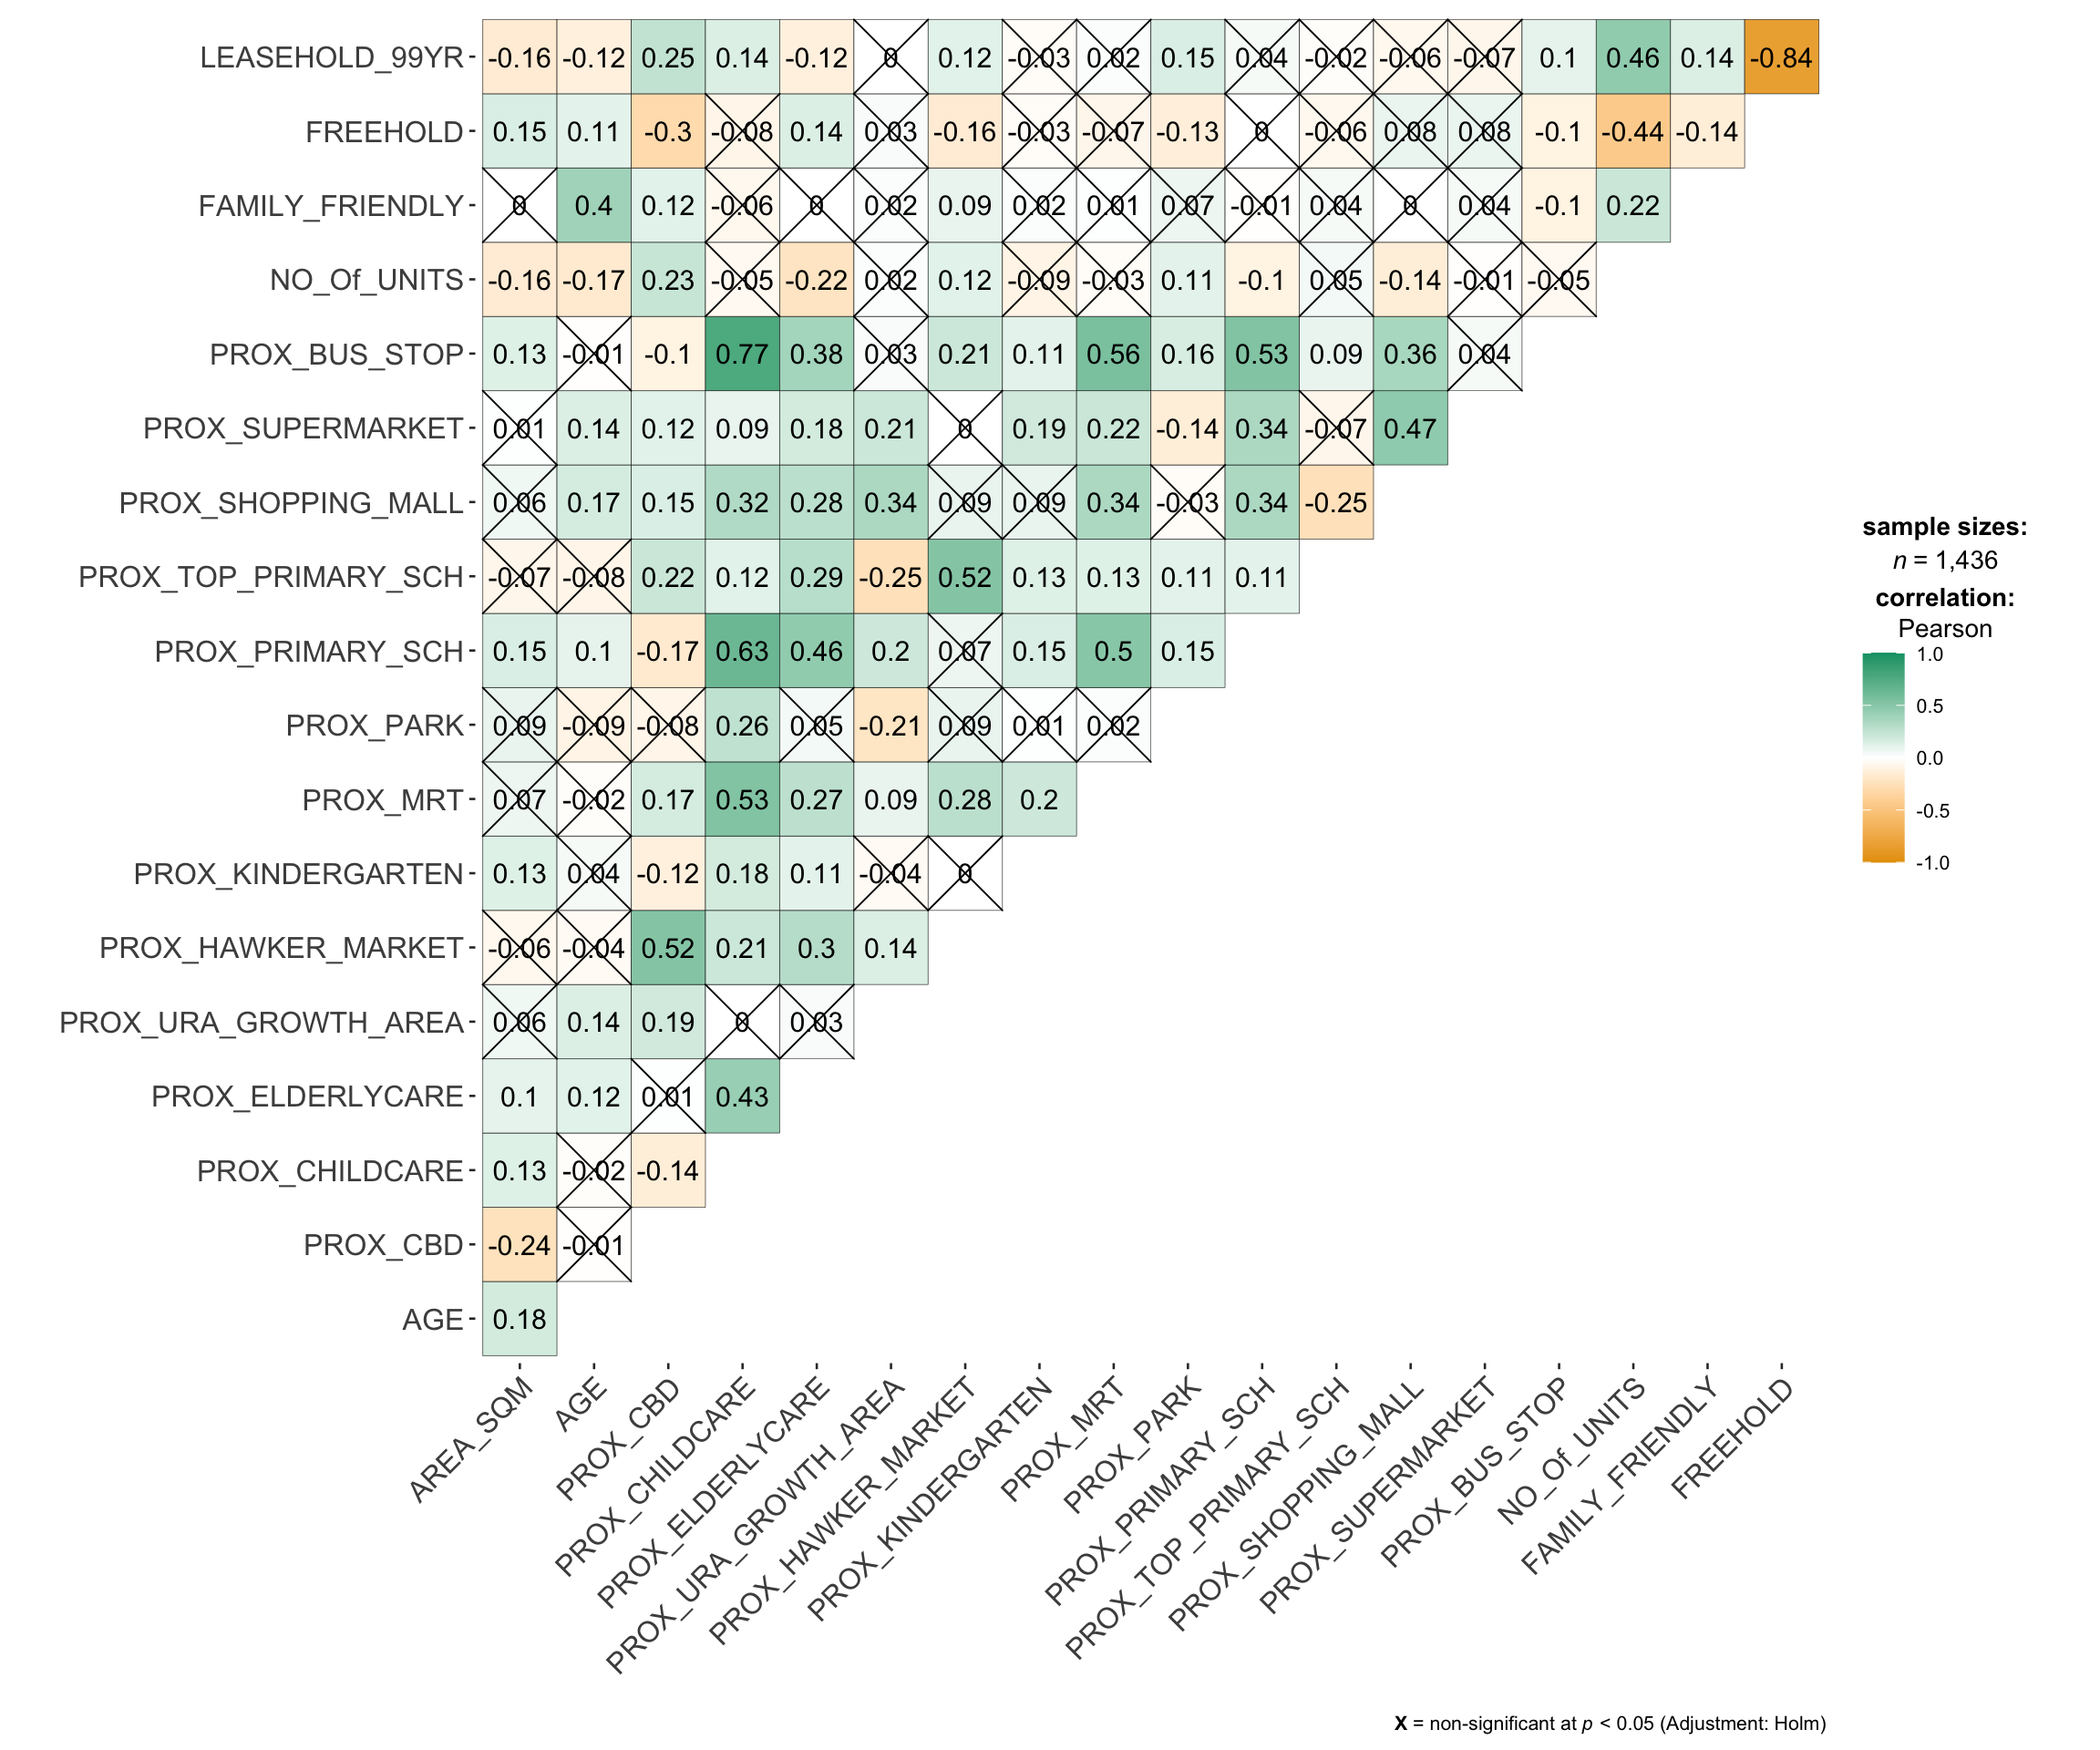 LEASEHOLD_99YR -0.16 -0.12 0.25 0.14 -0.12 0 0.12 -0.03 0.02 0.15 0.04 -0.02 -0.06 -0.07 0.1 0.46 0.14 -0.84
FREEHOLD 0.15 0.11 -0.3 -0.08 0.14 0.03 -0.16 -0.03 -0.07 -0.13 0 -0.06 0.08 0.08 -0.1 -0.44 -0.14
FAMILY_FRIENDLY 0 0.4 0.12 -0.06 0 0.02 0.09 0.02 0.01 0.07 -0.01 0.04 0 0.04 -0.1 0.22
NO_Of_UNITS -0.16 -0.17 0.23 -0.05 -0.22 0.02 0.12 -0.09 -0.03 0.11 -0.1 0.05 -0.14 -0.01 -0.05
PROX_BUS_STOP 0.13 -0.01 -0.1 0.77 0.38 0.03 0.21 0.11 0.56 0.16 0.53 0.09 0.36 0.04
PROX_SUPERMARKET 0.01 0.14 0.12 0.09 0.18 0.21 0 0.19 0.22 -0.14 0.34 -0.07 0.47
PROX_SHOPPING_MALL 0.06 0.17 0.15 0.32 0.28 0.34 0.09 0.09 0.34 -0.03 0.34 -0.25
PROX_TOP_PRIMARY_SCH -0.07 -0.08 0.22 0.12 0.29 -0.25 0.52 0.13 0.13 0.11 0.11
PROX_PRIMARY_SCH 0.15 0.1 -0.17 0.63 0.46 0.2 0.07 0.15 0.5 0.15
PROX_PARK 0.09 -0.09 -0.08 0.26 0.05 -0.21 0.09 0.01 0.02
PROX_MRT 0.07 -0.02 0.17 0.53 0.27 0.09 0.28 0.2
PROX_KINDERGARTEN 0.13 0.04 -0.12 0.18 0.11 -0.04 0
PROX_HAWKER_MARKET -0.06 -0.04 0.52 0.21 0.3 0.14
PROX_URA_GROWTH_AREA 0.06 0.14 0.19 0 0.03
PROX_ELDERLYCARE 0.1 0.12 0.01 0.43
PROX_CHILDCARE 0.13 -0.02 -0.14
PROX_CBD -0.24 -0.01
AGE 0.18
AREA_SQM
AGE
PROX_CBD
PROX_CHILDCARE
PROX_ELDERLYCARE
PROX_URA_GROWTH_AREA
PROX_HAWKER_MARKET
PROX_KINDERGARTEN
PROX_MRT
PROX_PARK
PROX_PRIMARY_SCH
PROX_TOP_PRIMARY_SCH
PROX_SHOPPING_MALL
PROX_SUPERMARKET
PROX_BUS_STOP
NO_Of_UNITS
FAMILY_FRIENDLY
FREEHOLD
sample sizes:
n = 1,436
correlation:
Pearson
1.0
0.5
0.0
-0.5
-1.0
X = non-significant at p < 0.05 (Adjustment: Holm)